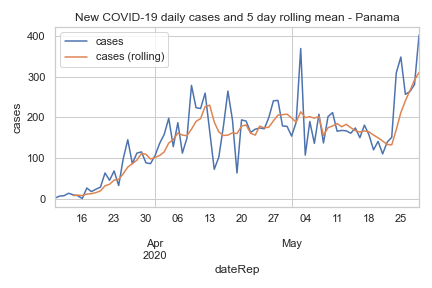 New COVID-19 daily cases and 5 day rolling mean - Panama
cases
cases (rolling)
400
300
200
100
0
cases
16 23 30 06 13 20 27 04 11 18 25
Apr May
2020
dateRep